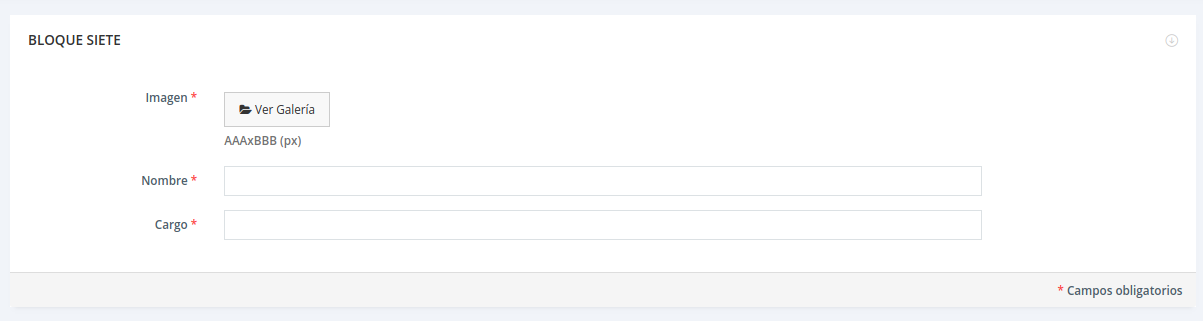 BLOQUE SIETE
Imagen *
Ver Galería
AAAxBBB (px)
Nombre *
Cargo *
* Campos obligatorios